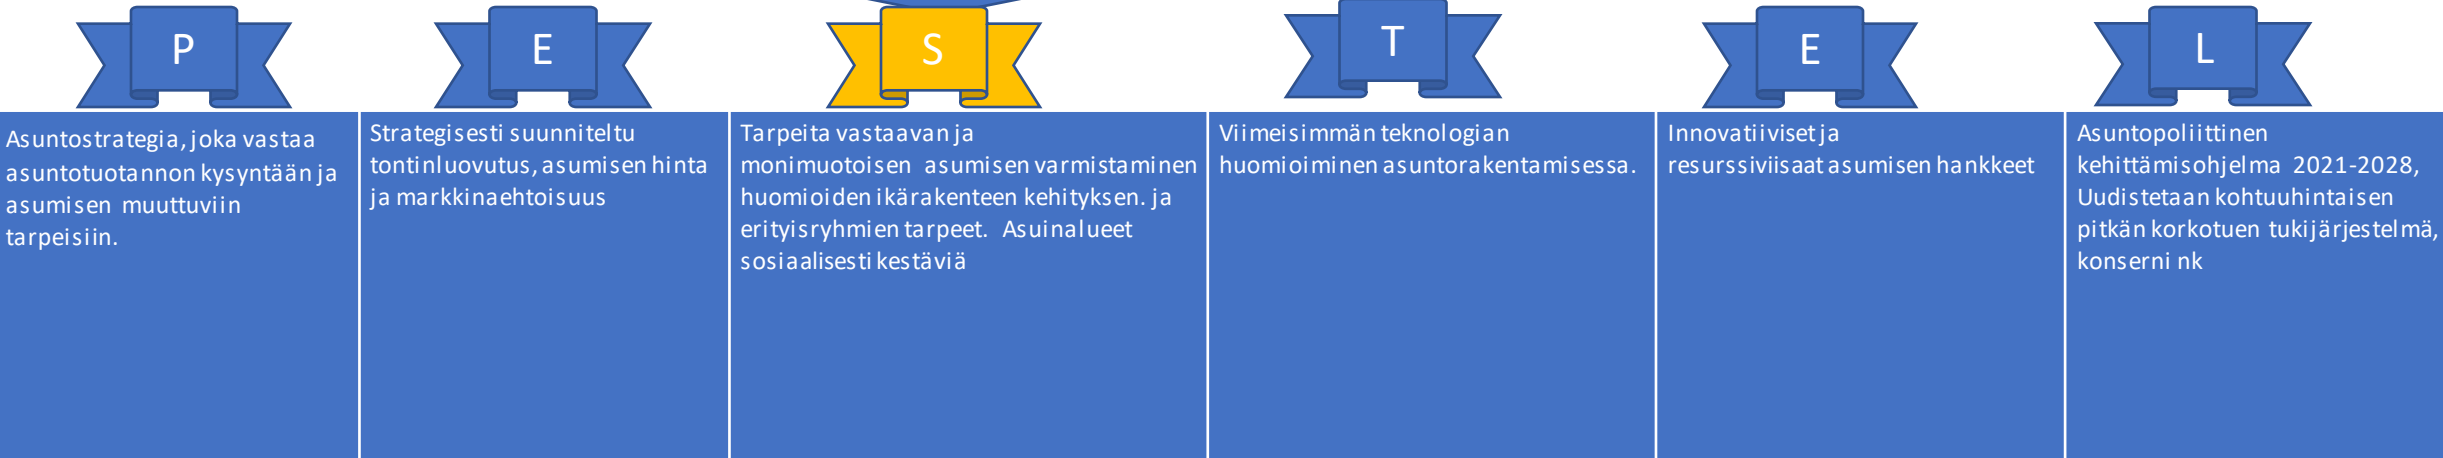 P
E
S
T
E
L
Asuntostrategia, joka vastaa
asuntotuotannon kysyntään ja
asumisen muuttuviin
tarpeisiin.
Strategisesti suunniteltu
tontinluovutus, asumisen hinta
ja markkinaehtoisuus
Tarpeita vastaavan ja
monimuotoisen asumisen varmistaminen
huomioiden ikärakenteen kehityksen. ja
erityisryhmien tarpeet. Asuinalueet
sosiaalisesti kestäviä
Viimeisimmän teknologian
huomioiminen asuntorakentamisessa.
Innovatiiviset ja
resurssiviisaat asumisen hankkeet
Asuntopoliittinen
kehittämisohjelma 2021-2028,
Uudistetaan kohtuuhintaisen
pitkän korkotuen tukijärjestelmä,
konserni nk